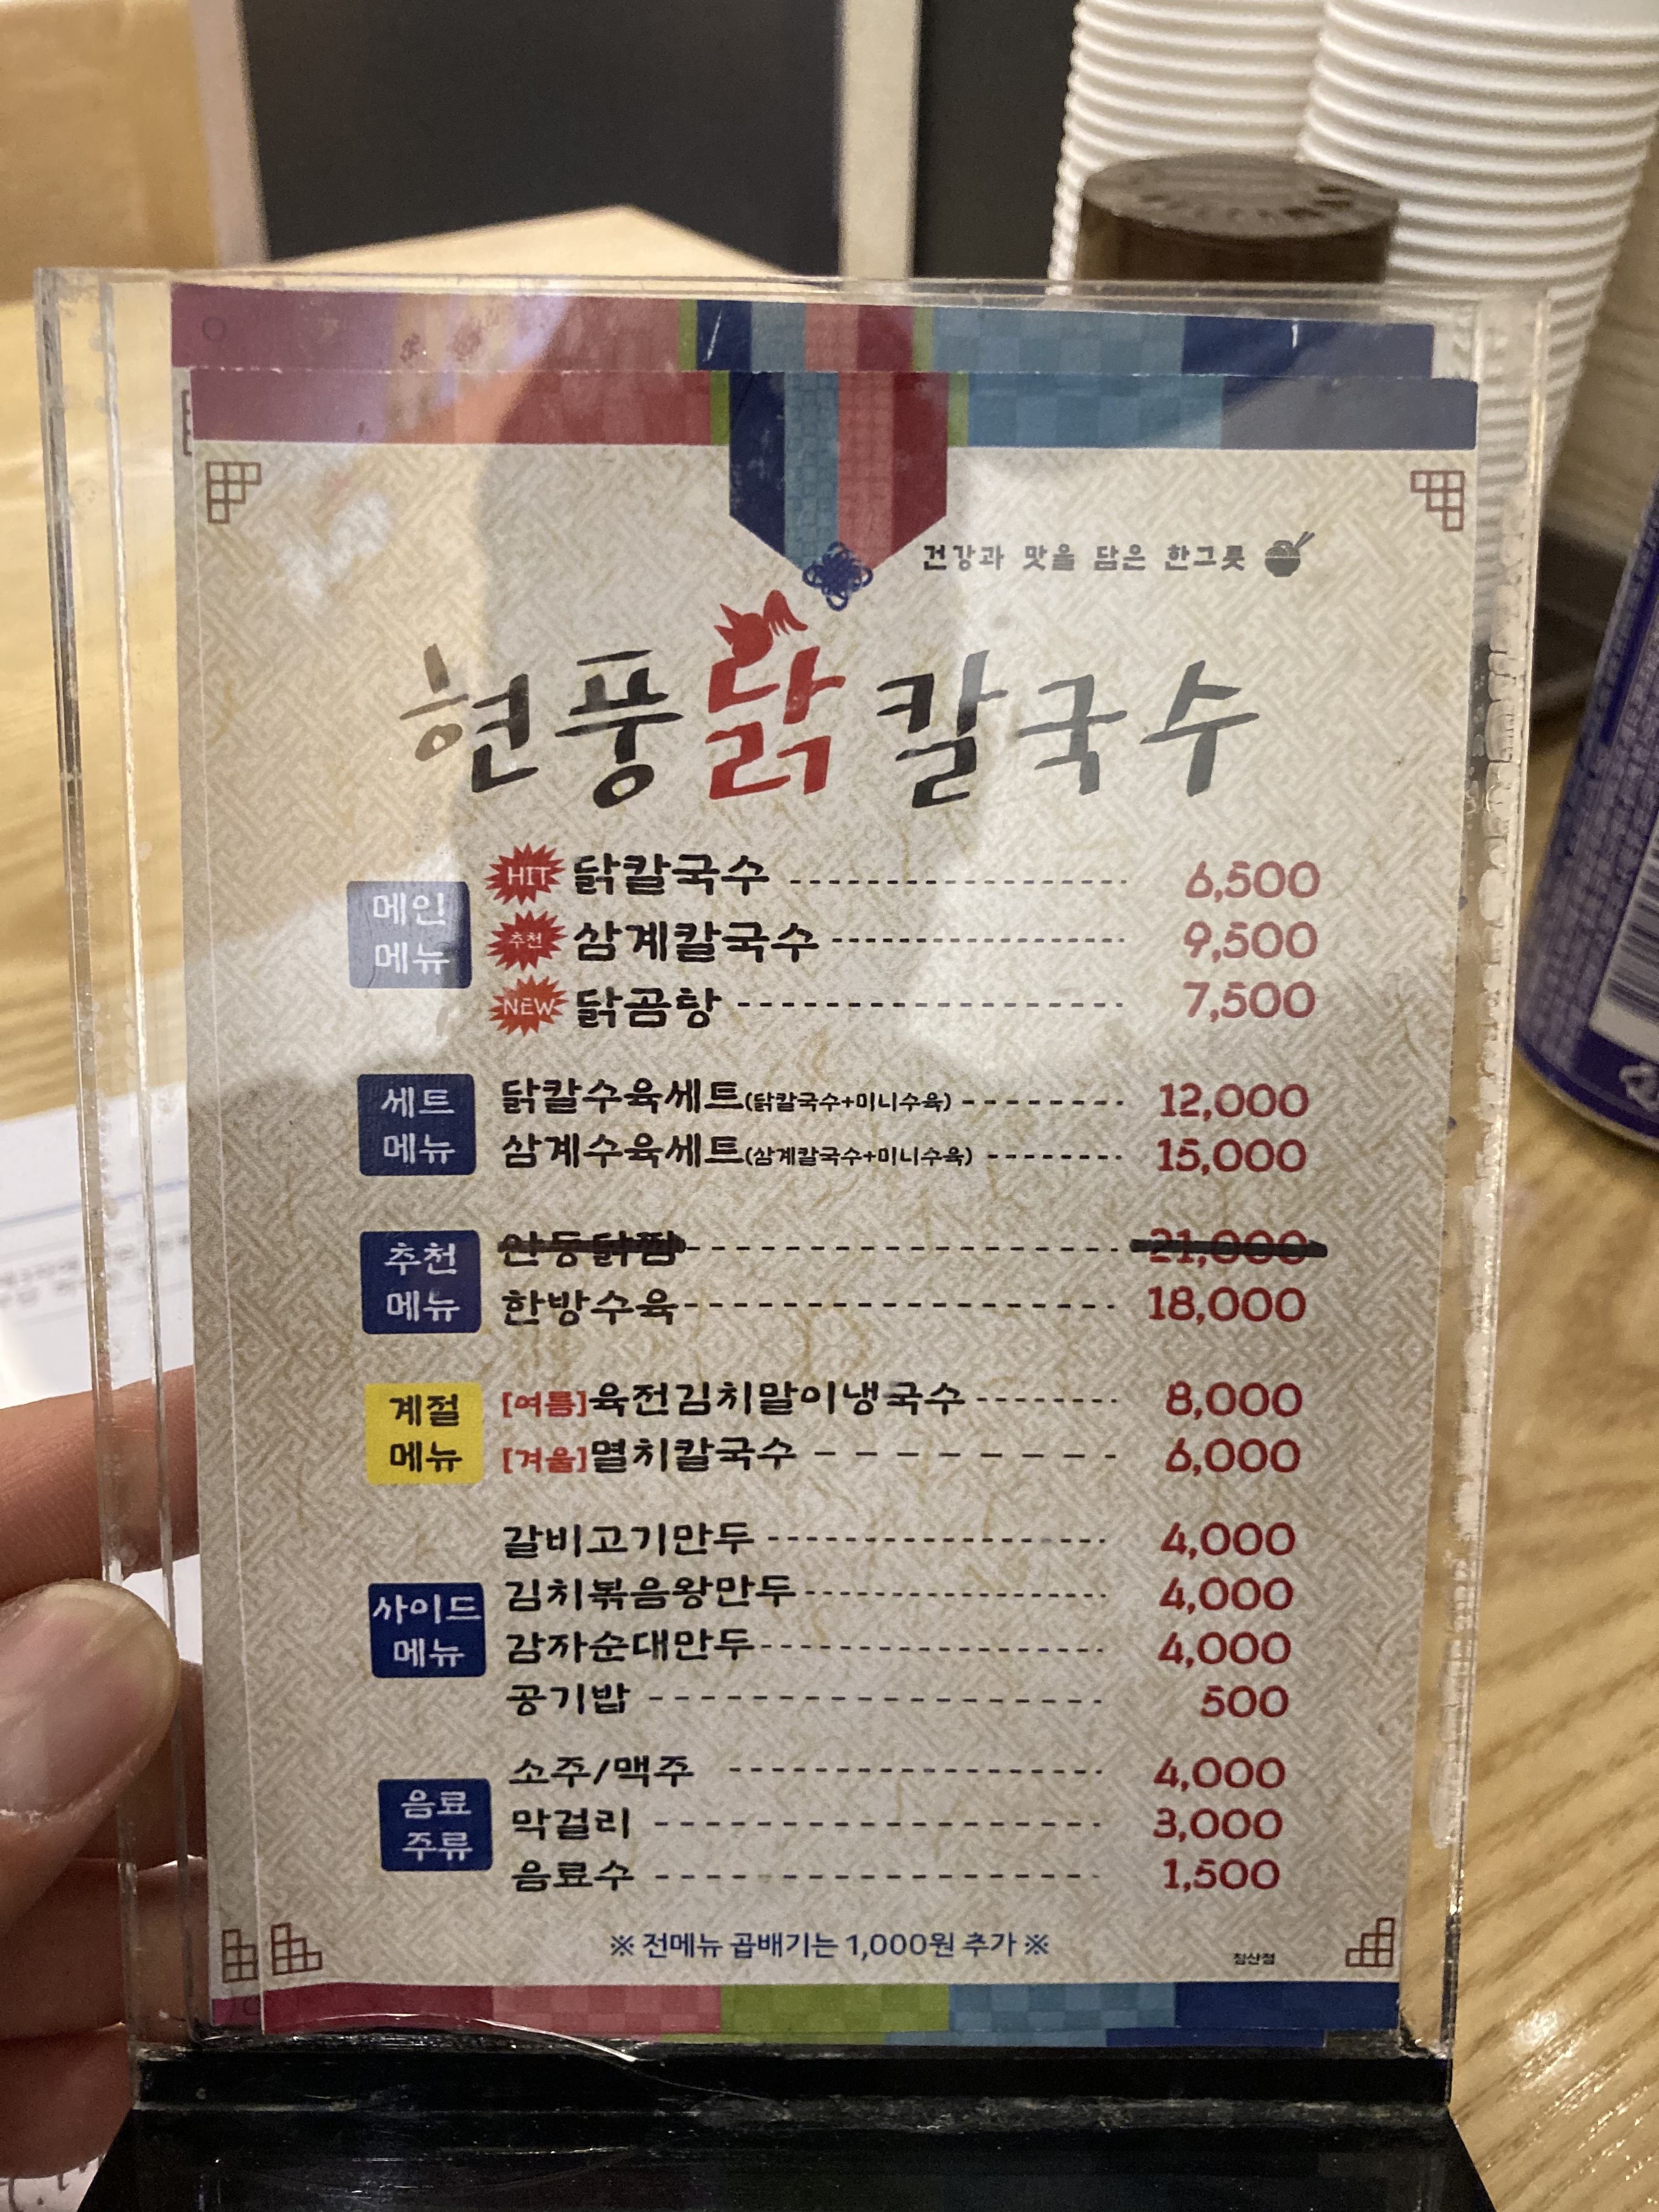 건강과 맛을 담은 한그릇
현풍닭칼국수
메인
메뉴
HIT 닭칼국수 6,500
추천 삼계칼국수 9,500
NEW 닭곰탕 7,500
세트
메뉴
닭칼수육세트(닭칼국수+미니수육) 12,000
삼계수육세트(삼계칼국수+미니수육) 15,000
추천
메뉴
안동닭찜 21,000
한방수육 18,000
계절
메뉴
[여름]육전김치말이냉국수 8,000
[겨울]멸치칼국수 6,000
사이드
메뉴
갈비고기만두 4,000
김치볶음왕만두 4,000
감자순대만두 4,000
공기밥 500
음료
주류
소주/맥주 4,000
막걸리 3,000
음료수 1,500
※ 전메뉴 곱배기는 1,000원 추가 ※
침산점